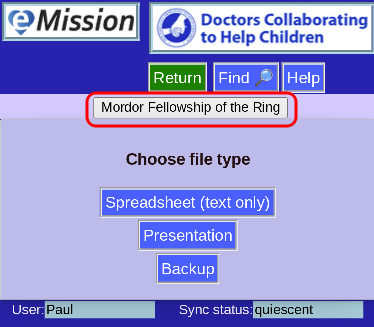 eMission
Doctors Collaborating
to Help Children
Return Find 🔎 Help
Mordor Fellowship of the Ring
Choose file type
Spreadsheet (text only)
Presentation
Backup
User: Paul Sync status: quiescent